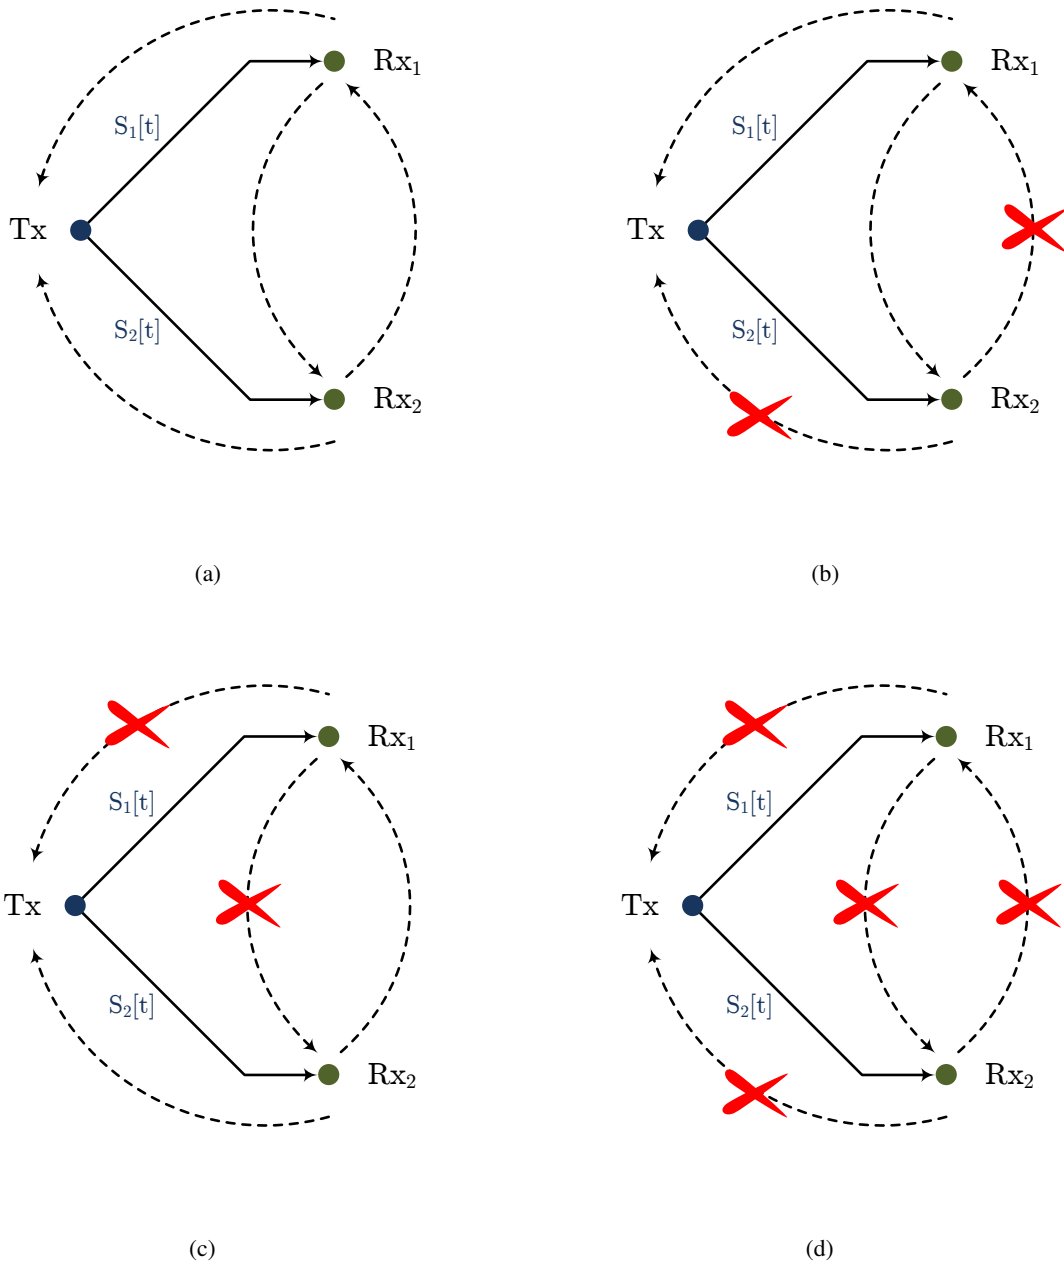 Rx₁
S₁[t]
Tx
S₂[t]
Rx₂
(a)
Rx₁
S₁[t]
Tx
S₂[t]
Rx₂
(b)
Rx₁
S₁[t]
Tx
S₂[t]
Rx₂
(c)
Rx₁
S₁[t]
Tx
S₂[t]
Rx₂
(d)